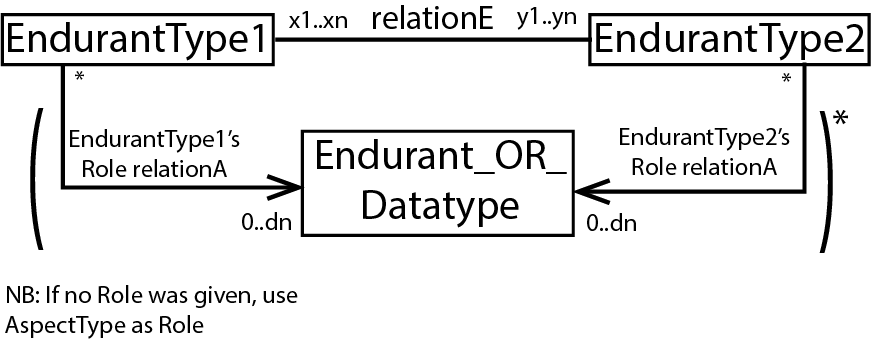 x1..xn relationE y1..yn
EndurantType1
EndurantType2
*
*
EndurantType1's
Role relationA
EndurantType2's
Role relationA
*
Endurant_OR_
Datatype
0..dn
0..dn
NB: If no Role was given, use
AspectType as Role